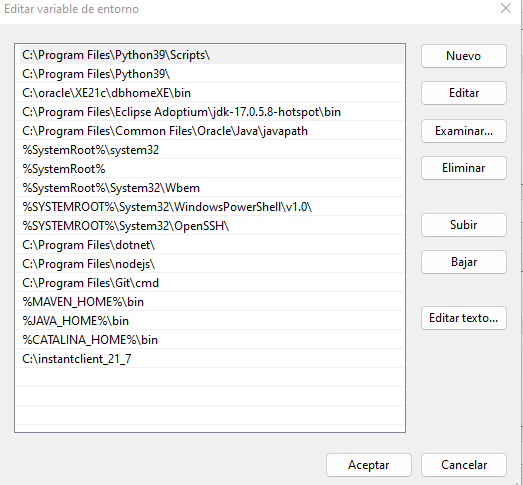 Editar variable de entorno
C:\Program Files\Python39\Scripts\
C:\Program Files\Python39\
C:\oracle\XE21c\dbhomeXE\bin
C:\Program Files\Eclipse Adoptium\jdk-17.0.5.8-hotspot\bin
C:\Program Files\Common Files\Oracle\Java\javapath
%SystemRoot%\system32
%SystemRoot%
%SystemRoot%\System32\Wbem
%SYSTEMROOT%\System32\WindowsPowerShell\v1.0\
%SYSTEMROOT%\System32\OpenSSH\
C:\Program Files\dotnet\
C:\Program Files\nodejs\
C:\Program Files\Git\cmd
%MAVEN_HOME%\bin
%JAVA_HOME%\bin
%CATALINA_HOME%\bin
C:\instantclient_21_7
Nuevo
Editar
Examinar...
Eliminar
Subir
Bajar
Editar texto...
Aceptar
Cancelar